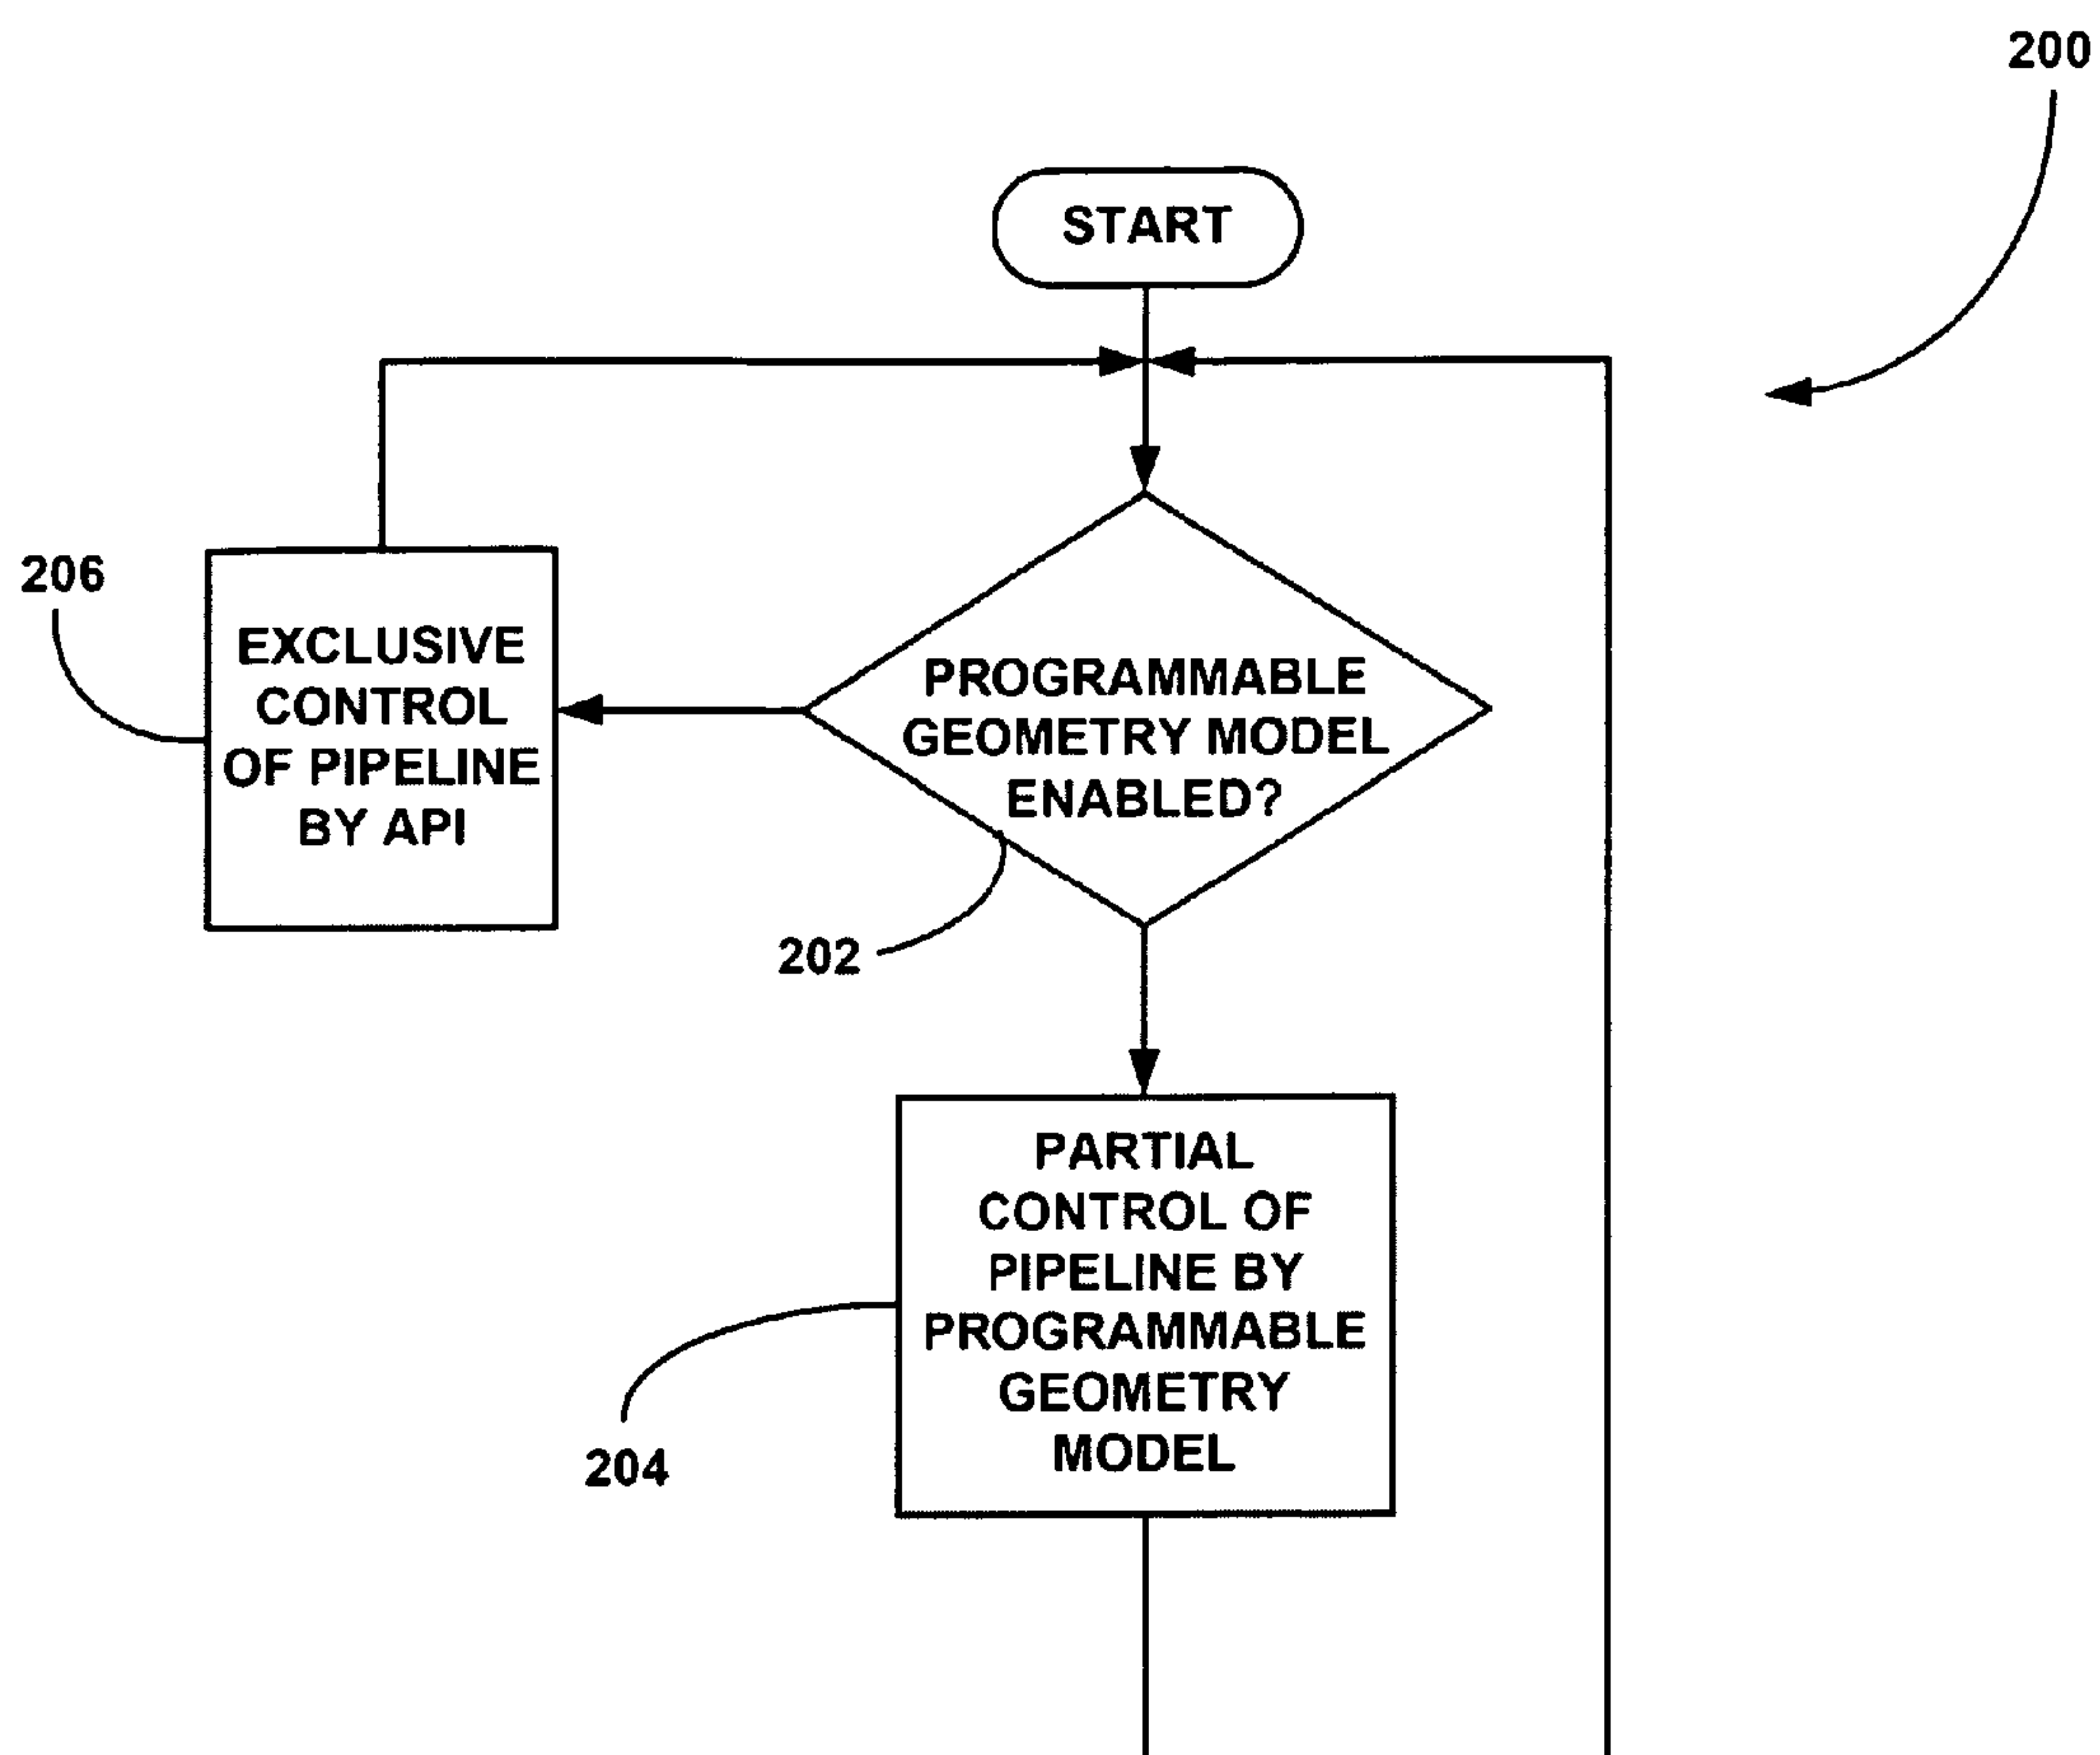 200
START
206
EXCLUSIVE
CONTROL
OF PIPELINE
BY API
PROGRAMMABLE
GEOMETRY MODEL
ENABLED?
202
PARTIAL
CONTROL OF
PIPELINE BY
PROGRAMMABLE
GEOMETRY
MODEL
204